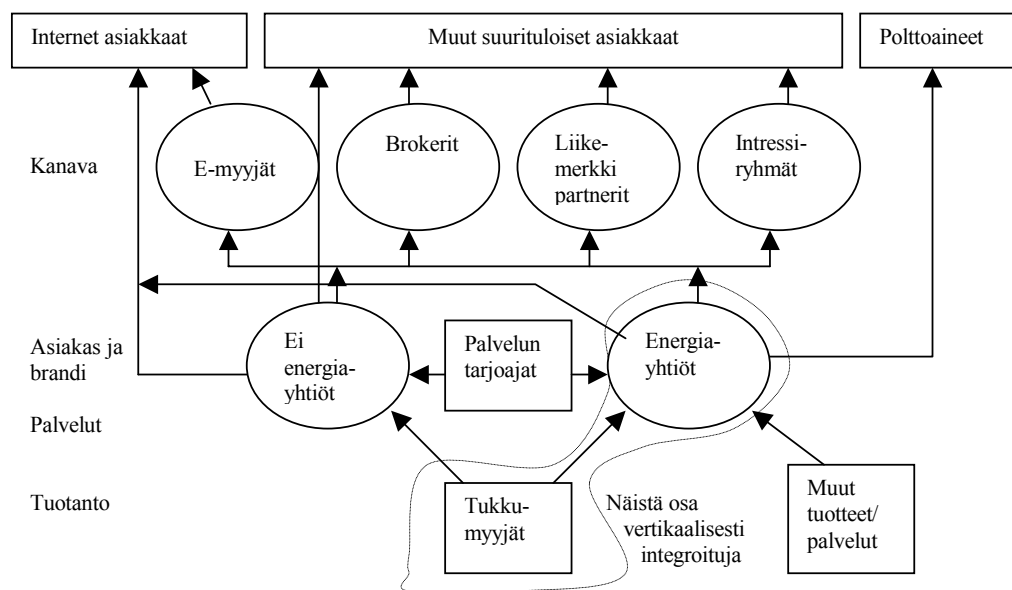 Internet asiakkaat
Muut suurituloiset asiakkaat
Polttoaineet
Kanava
E-myyjät
Brokerit
Liike-
merkki
partnerit
Intressi-
ryhmät
Asiakas ja
brandi
Ei
energia-
yhtiöt
Palvelun
tarjoajat
Energia-
yhtiöt
Palvelut
Tuotanto
Tukku-
myyjät
Näistä osa
vertikaalisesti
integroituja
Muut
tuotteet/
palvelut